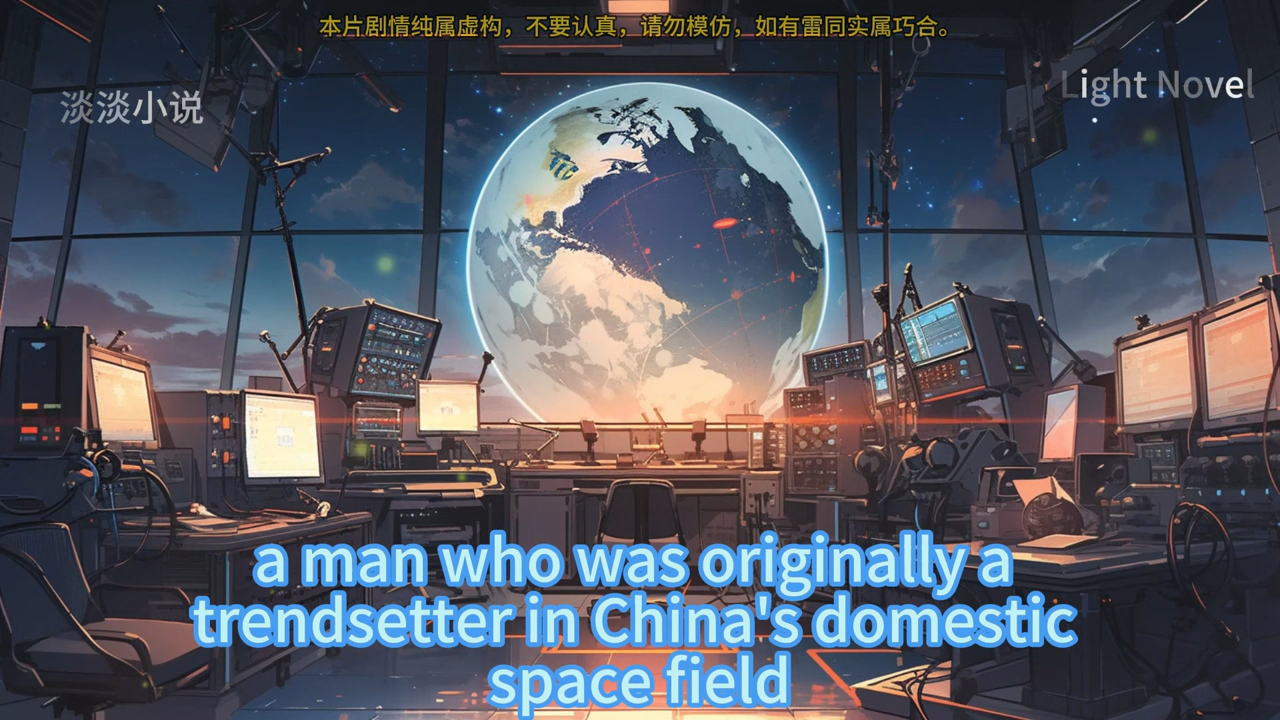 本片剧情纯属虚构，不要认真，请勿模仿，如有雷同实属巧合。
淡淡小说
Light Novel
a man who was originally a
trendsetter in China's domestic
space field